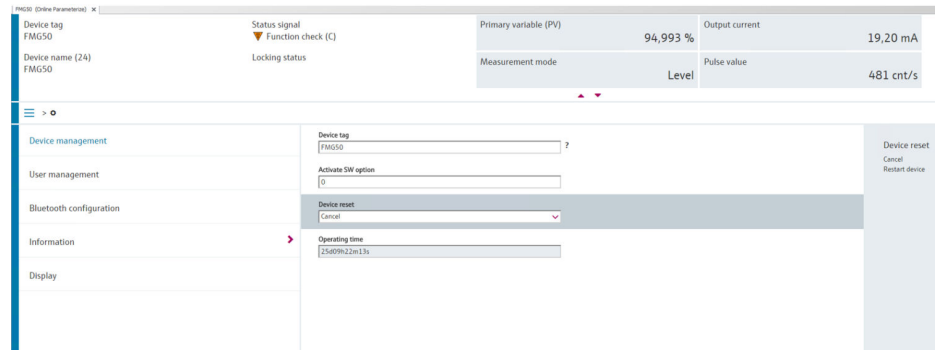 FMG50 (Online Parameterize) X
Device tag
FMG50
Status signal
Function check (C)
Primary variable (PV)
94,993 %
Output current
19,20 mA
Device name (24)
FMG50
Locking status
Measurement mode
Level
Pulse value
481 cnt/s
>
Device management
User management
Bluetooth configuration
Information
Display
Device tag
FMG50
?
Activate SW option
0
Device reset
Cancel
Operating time
25d09h22m13s
Device reset
Cancel
Restart device